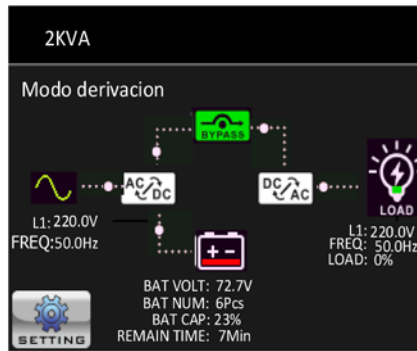 2KVA
Modo derivacion
BYPASS
AC DC
DC AC
LOAD
L1: 220.0V
FREQ:50.0Hz
L1: 220.0V
FREQ: 50.0Hz
LOAD: 0%
BAT VOLT: 72.7V
BAT NUM: 6Pcs
BAT CAP: 23%
REMAIN TIME: 7Min
SETTING